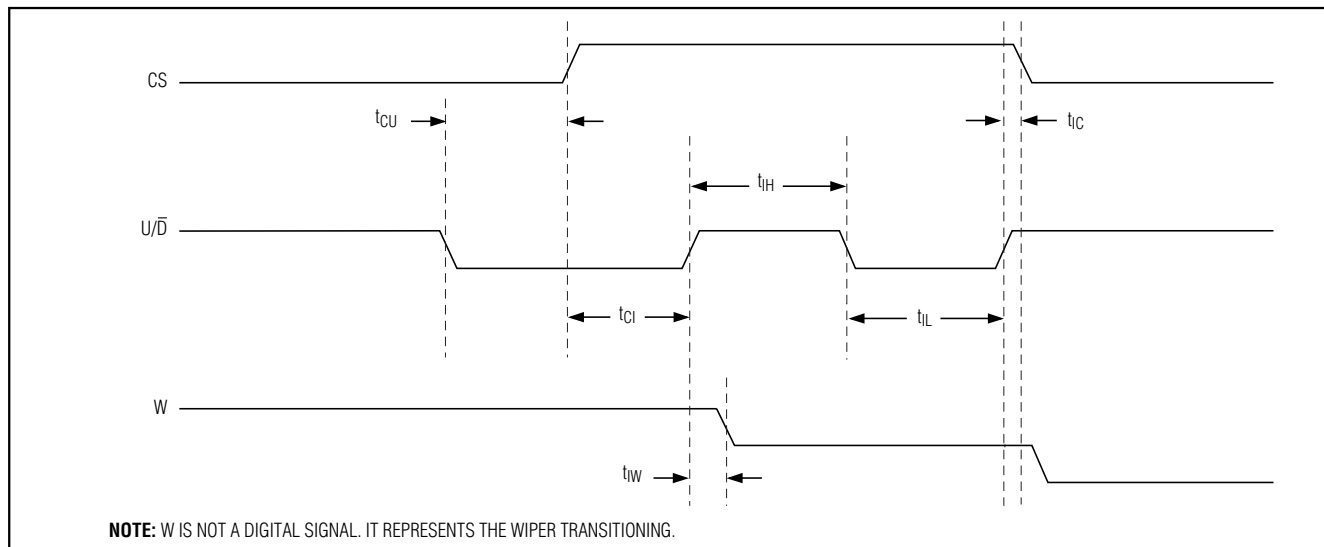 CS
tCU
tIC
tIH
U/D̅
tCI
tIL
W
tIW
NOTE: W IS NOT A DIGITAL SIGNAL. IT REPRESENTS THE WIPER TRANSITIONING.